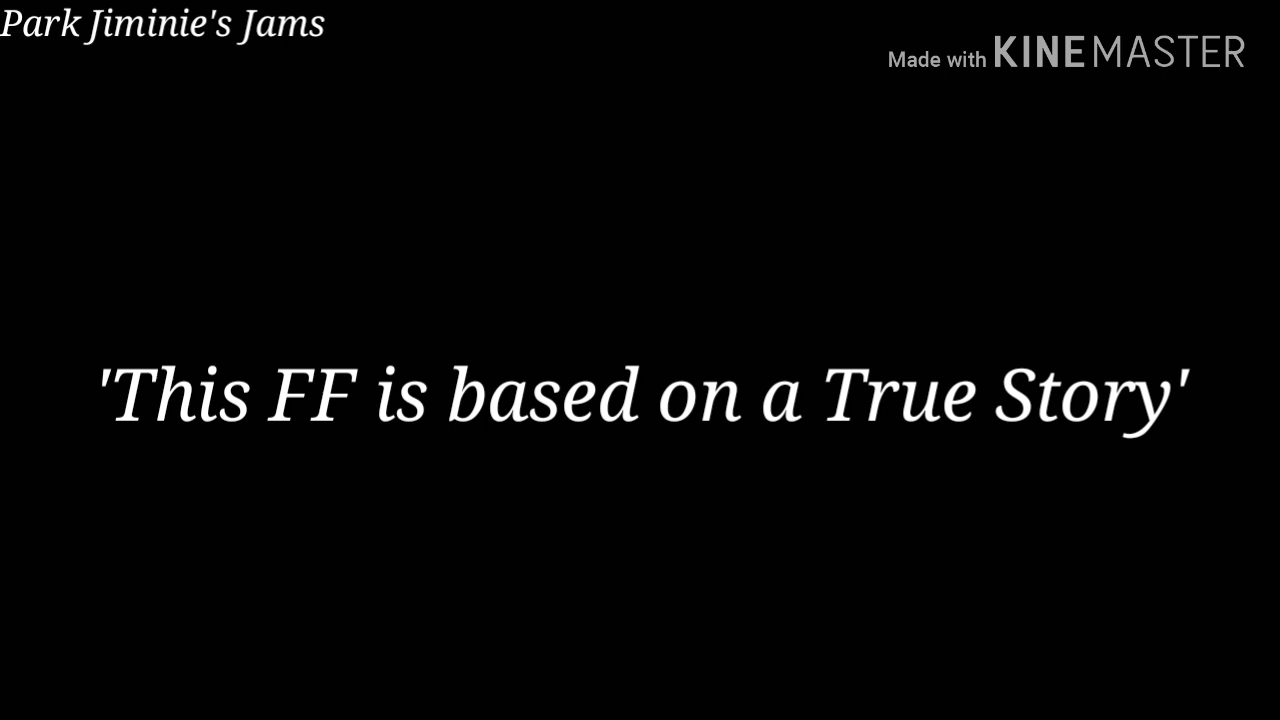 Park Jiminie's Jams
Made with KINEMASTER
'This FF is based on a True Story'